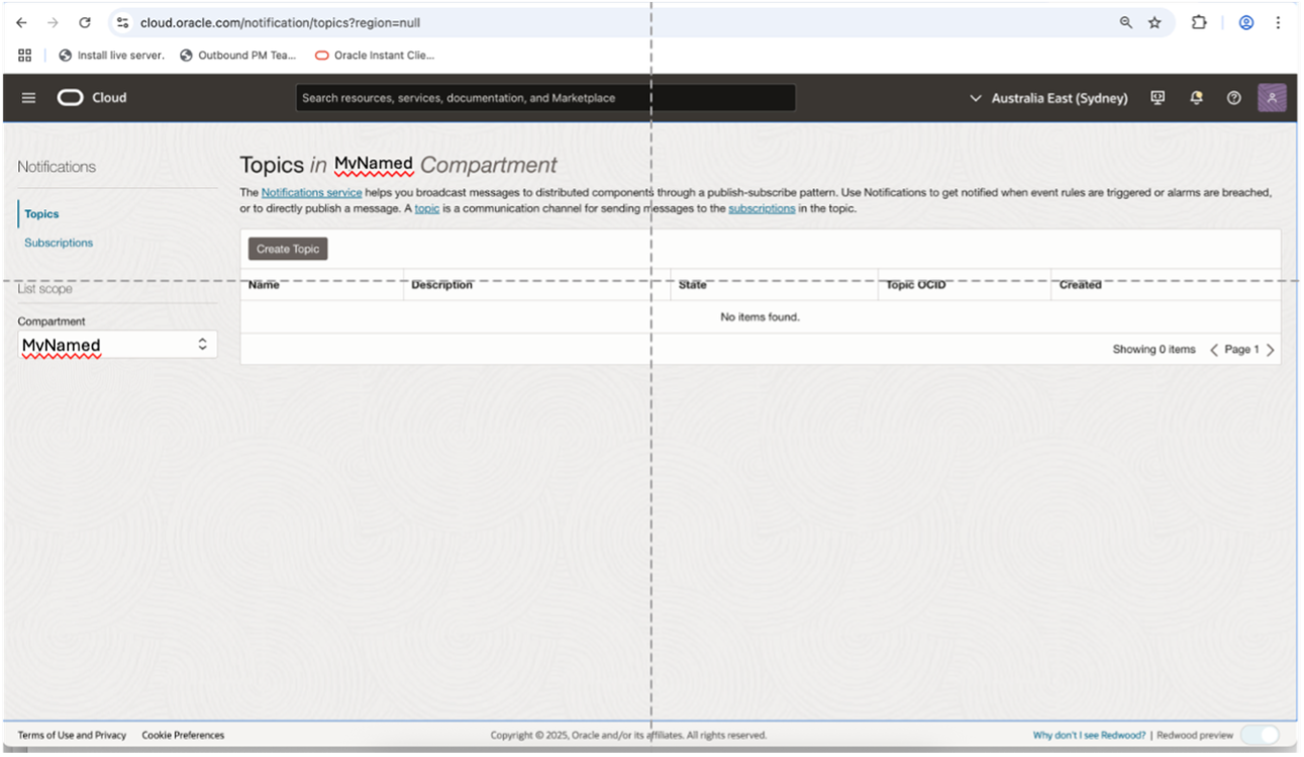 cloud.oracle.com/notification/topics?region=null
Install live server. Outbound PM Tea... Oracle Instant Clie...
Cloud Search resources, services, documentation, and Marketplace Australia East (Sydney)
Notifications
Topics
Subscriptions
List scope
Compartment
MvNamed
Topics in MvNamed Compartment
The Notifications service helps you broadcast messages to distributed components through a publish-subscribe pattern. Use Notifications to get notified when event rules are triggered or alarms are breached,
or to directly publish a message. A topic is a communication channel for sending messages to the subscriptions in the topic.
Create Topic
Name Description State Topic OCID Created
No items found.
Showing 0 items Page 1
Terms of Use and Privacy Cookie Preferences Copyright © 2025, Oracle and/or its affiliates. All rights reserved. Why don't I see Redwood? | Redwood preview